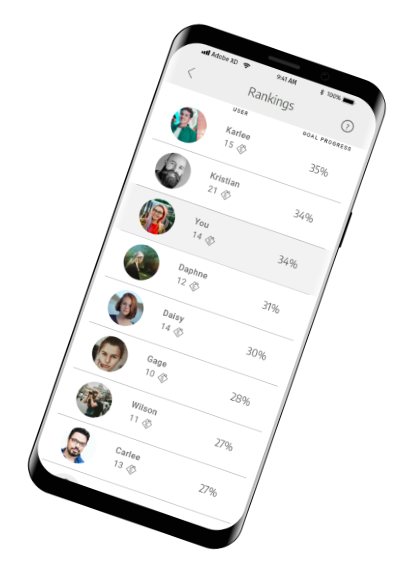 Adobe XD 9:41 AM 100%
Rankings
?
USER GOAL PROGRESS
Karlee
15 35%
Kristian
21 34%
You
14 34%
Daphne
12 31%
Daisy
14 30%
Gage
10 28%
Wilson
11 27%
Carlee
13 27%